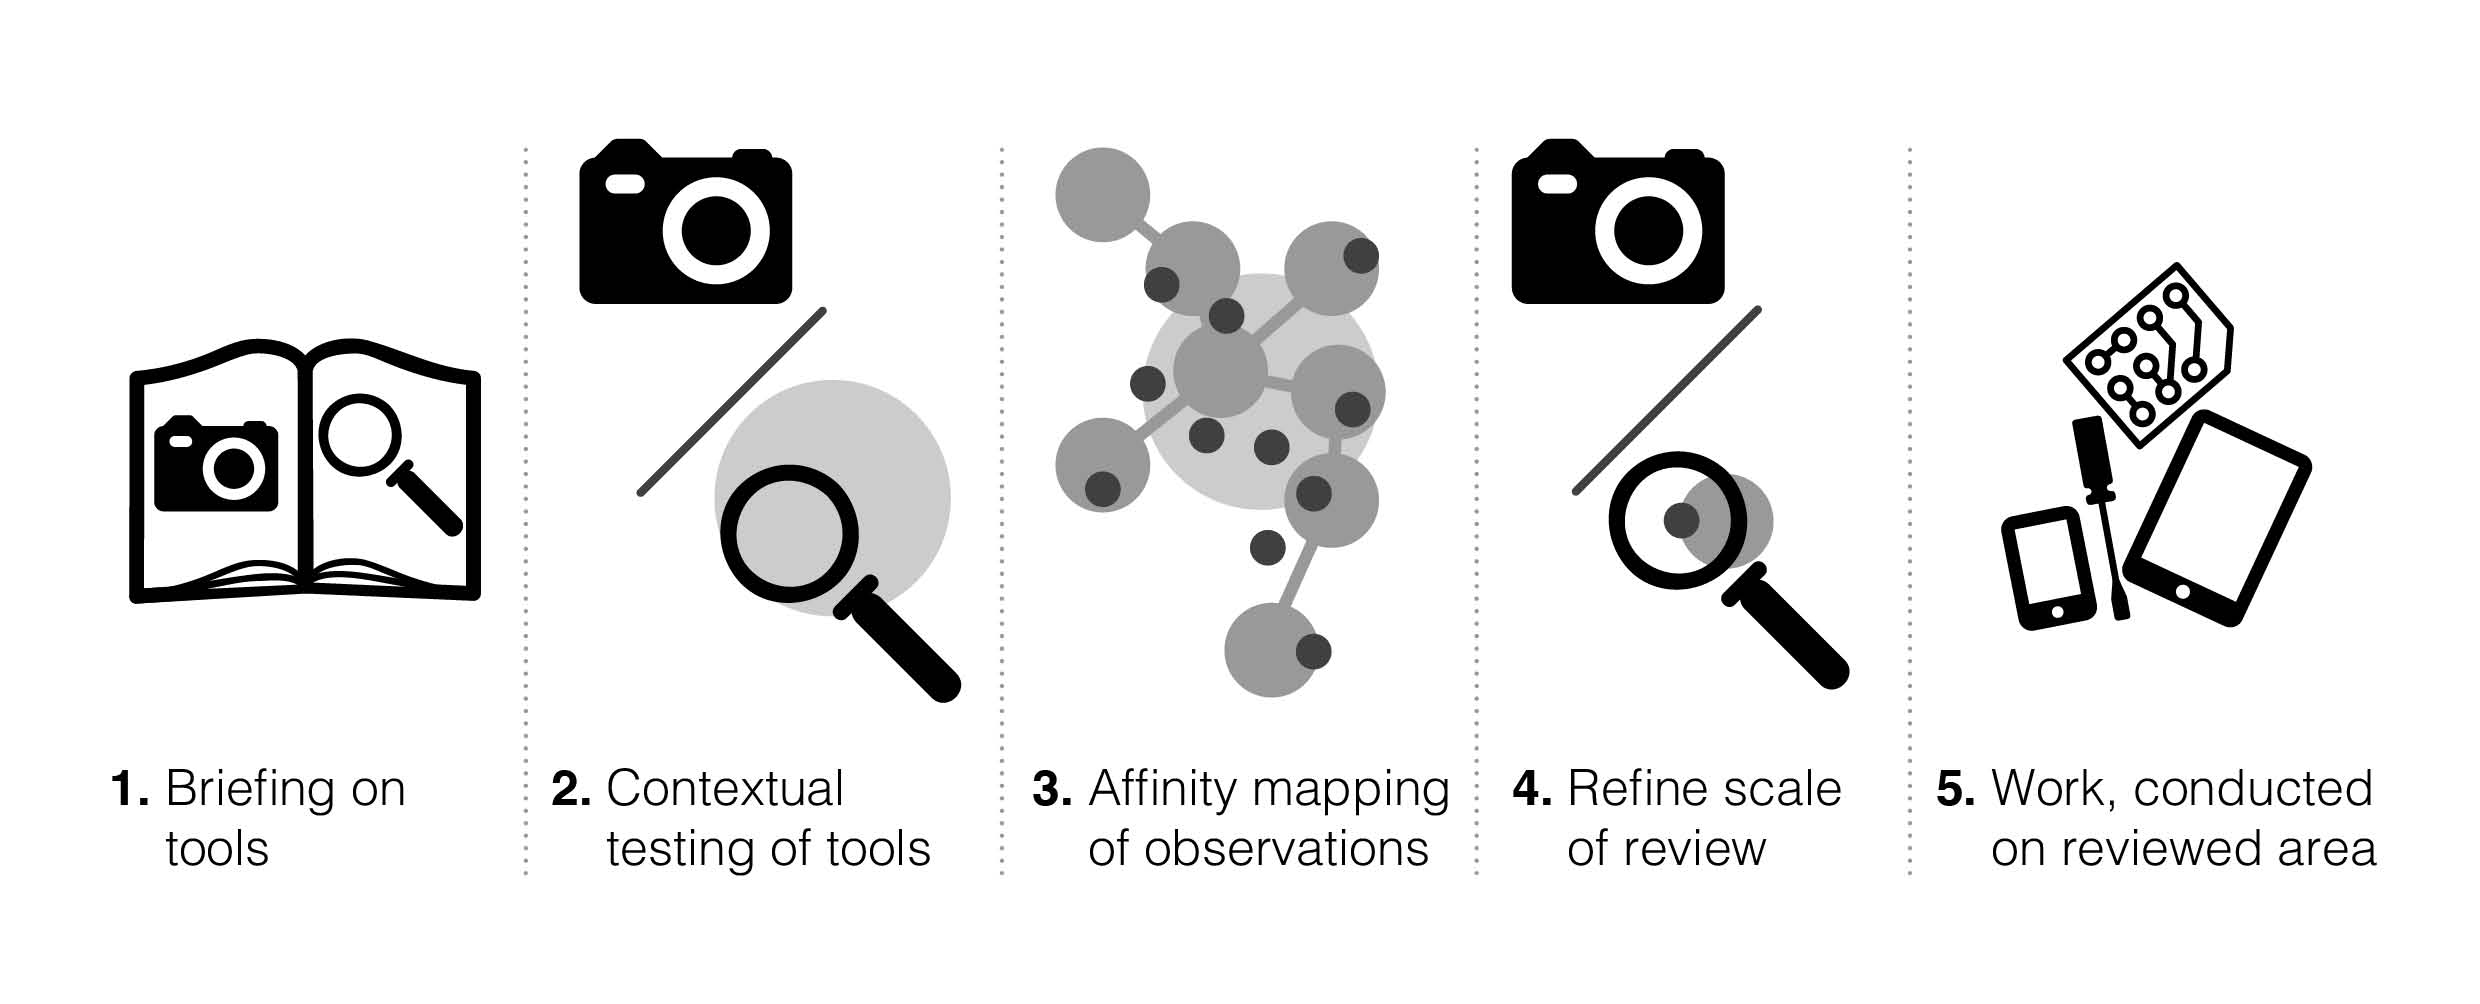 1. Briefing on
tools
2. Contextual
testing of tools
3. Affinity mapping
of observations
4. Refine scale
of review
5. Work, conducted
on reviewed area